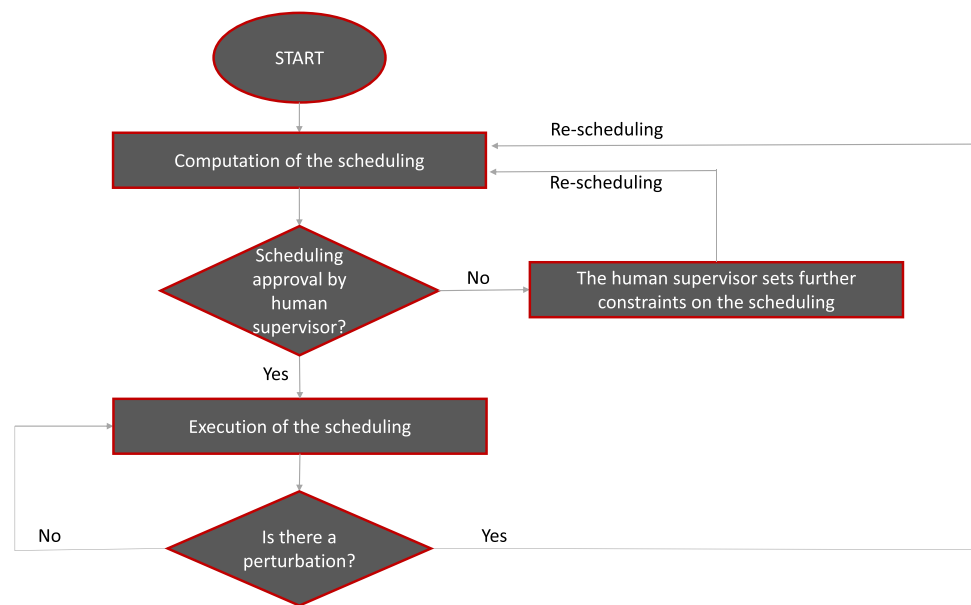 START
Re-scheduling
Computation of the scheduling
Re-scheduling
Scheduling
approval by
human
supervisor?
No
The human supervisor sets further
constraints on the scheduling
Yes
Execution of the scheduling
No
Is there a
perturbation?
Yes